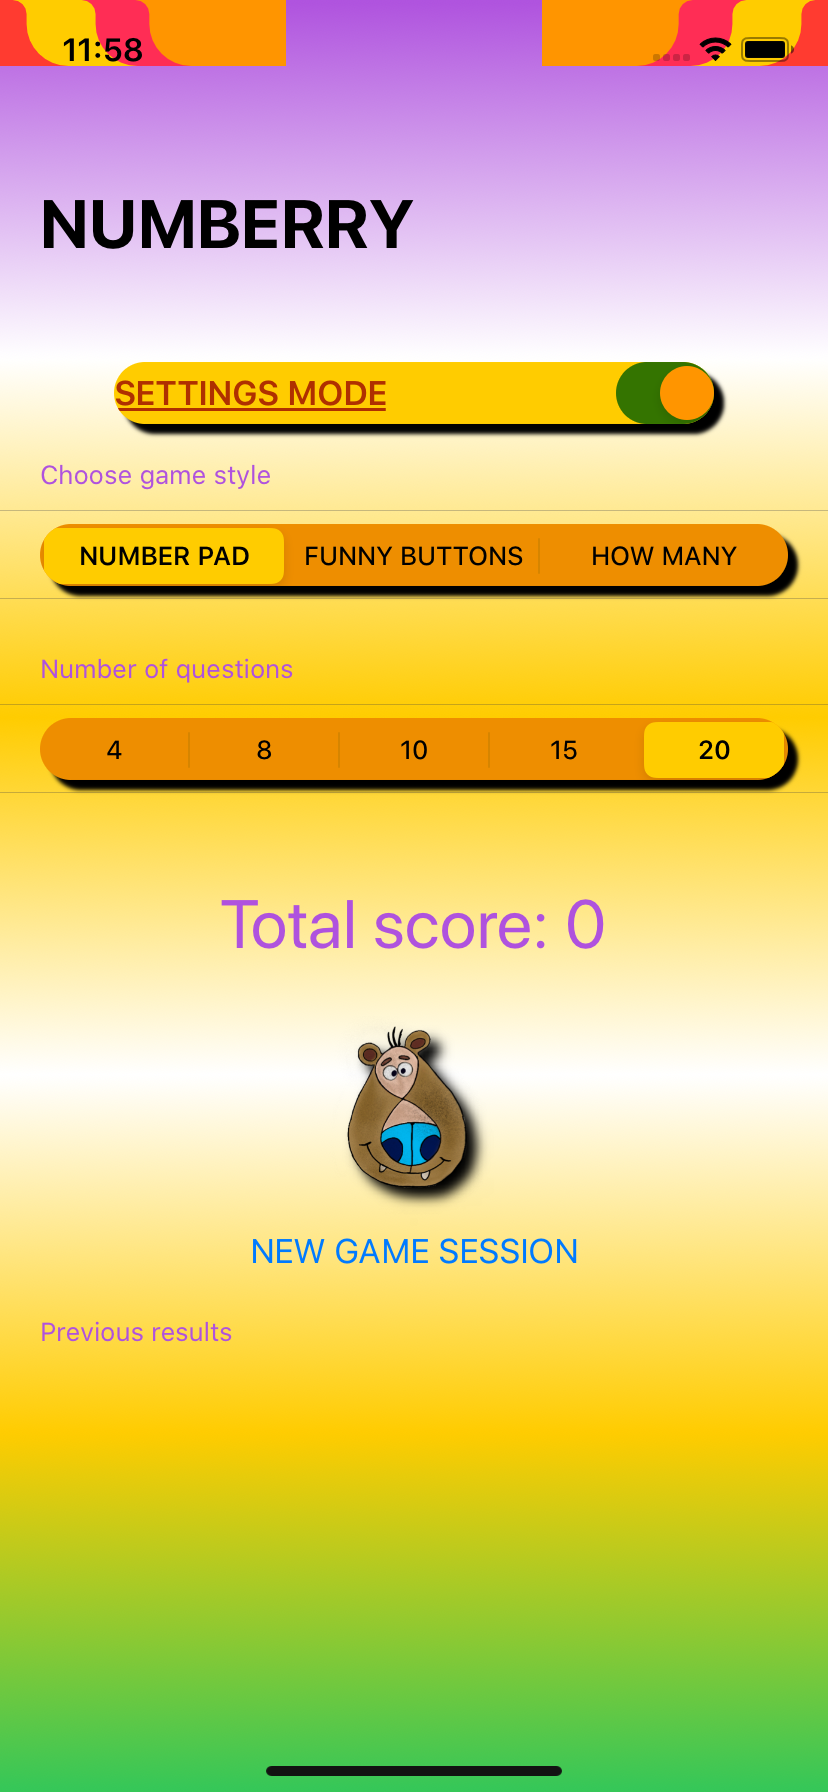 11:58
NUMBERRY
SETTINGS MODE
Choose game style
NUMBER PAD FUNNY BUTTONS HOW MANY
Number of questions
4 8 10 15 20
Total score: 0
NEW GAME SESSION
Previous results